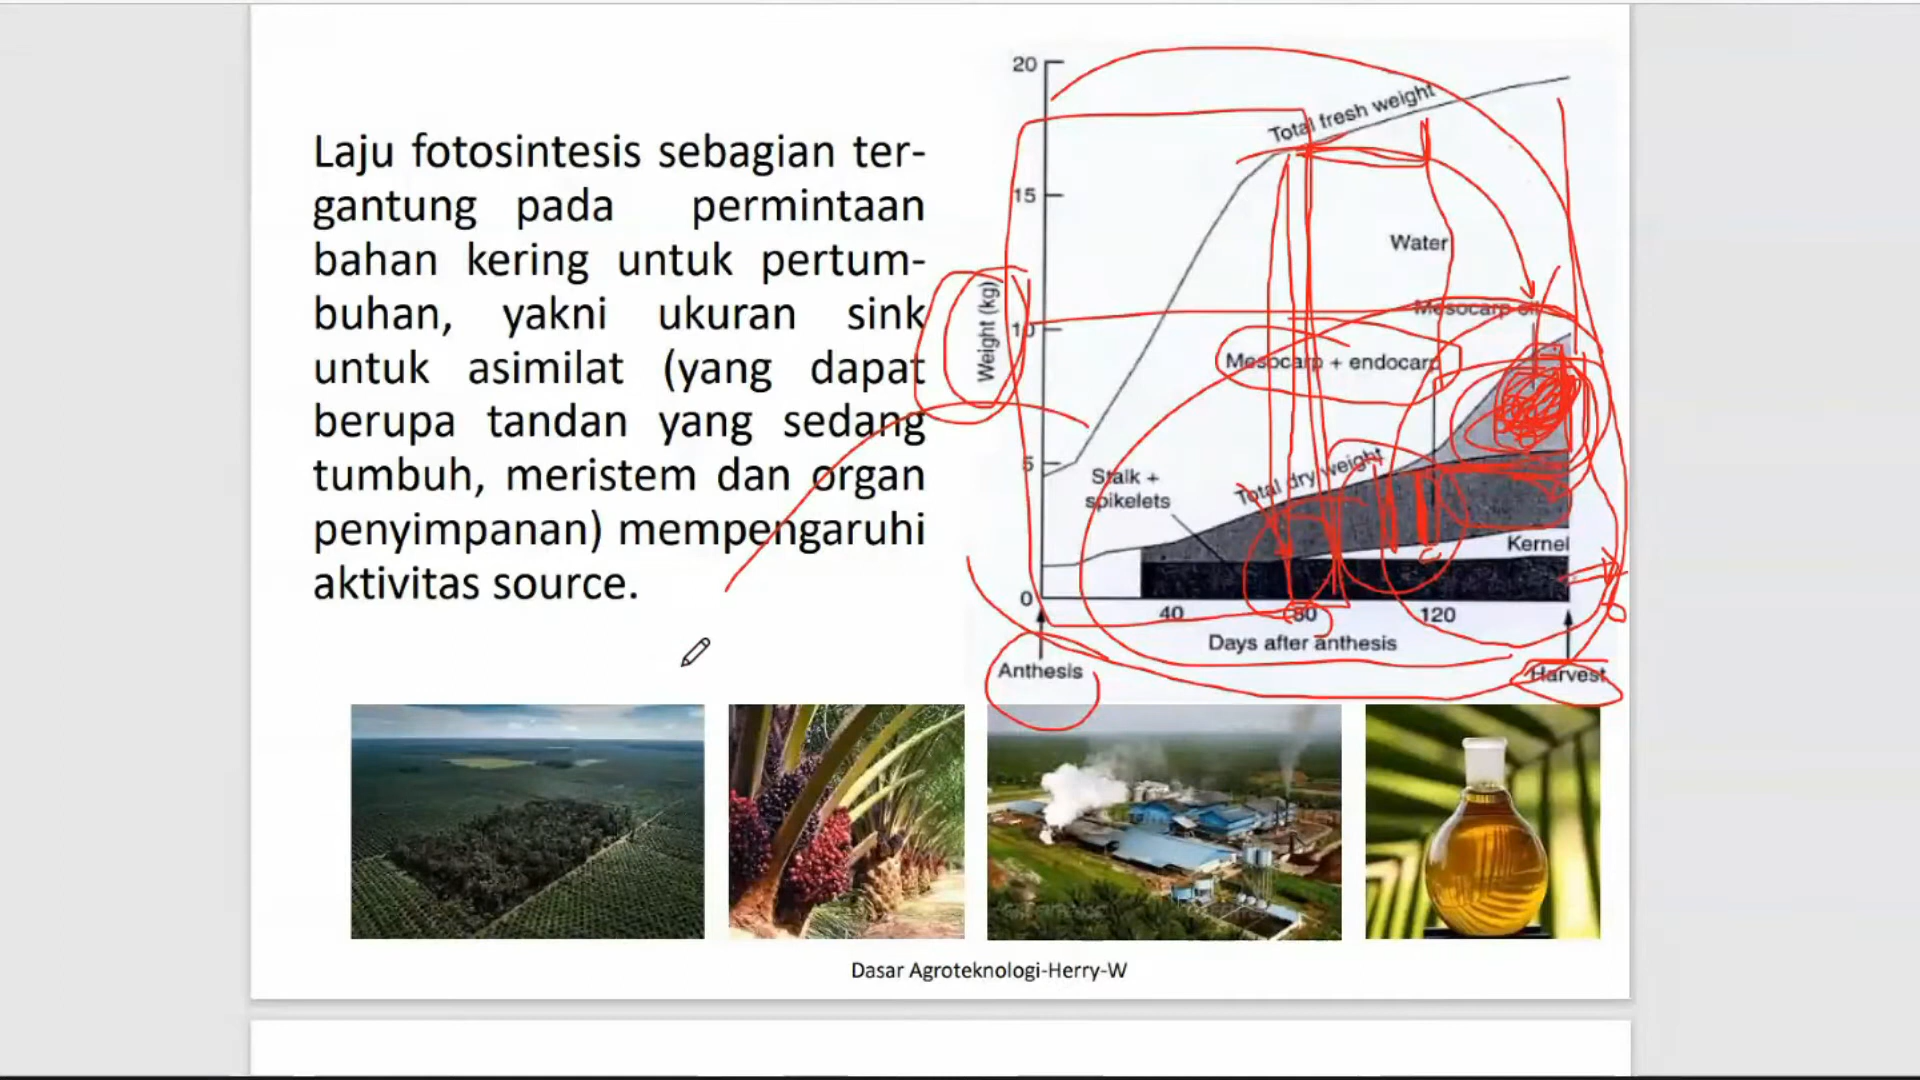 Laju fotosintesis sebagian ter-
gantung pada permintaan
bahan kering untuk pertum-
buhan, yakni ukuran sink
untuk asimilat (yang dapat
berupa tandan yang sedang
tumbuh, meristem dan organ
penyimpanan) mempengaruhi
aktivitas source.
20
15
10
5
0
Weight (kg)
Total fresh weight
Water
Mesocarp oil
Mesocarp + endocarp
Total dry weight
Stalk +
spikelets
Kernel
40
80
120
Days after anthesis
Anthesis
Harvest
Dasar Agroteknologi-Herry-W